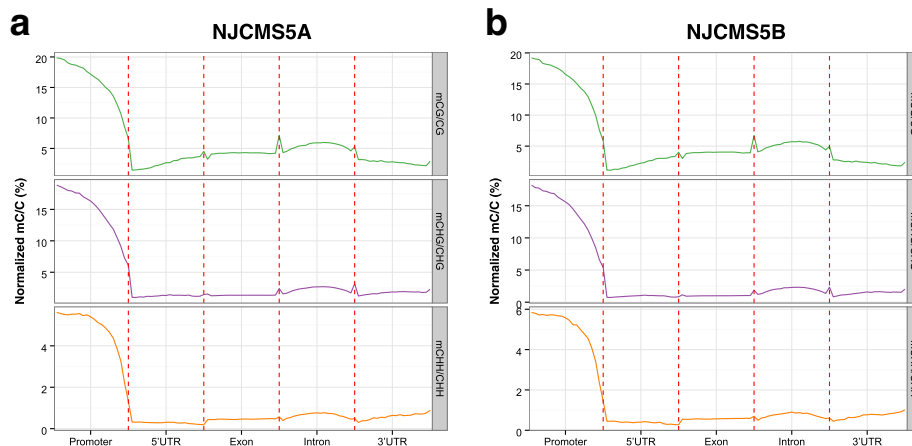 a
NJCMS5A
Normalized mC/C (%)
20
15
10
5
mCG/CG
15
10
5
mCHG/CHG
4
2
0
mCHH/CHH
Promoter 5'UTR Exon Intron 3'UTR
b
NJCMS5B
Normalized mC/C (%)
20
15
10
5
15
10
5
0
6
4
2
0
Promoter 5'UTR Exon Intron 3'UTR